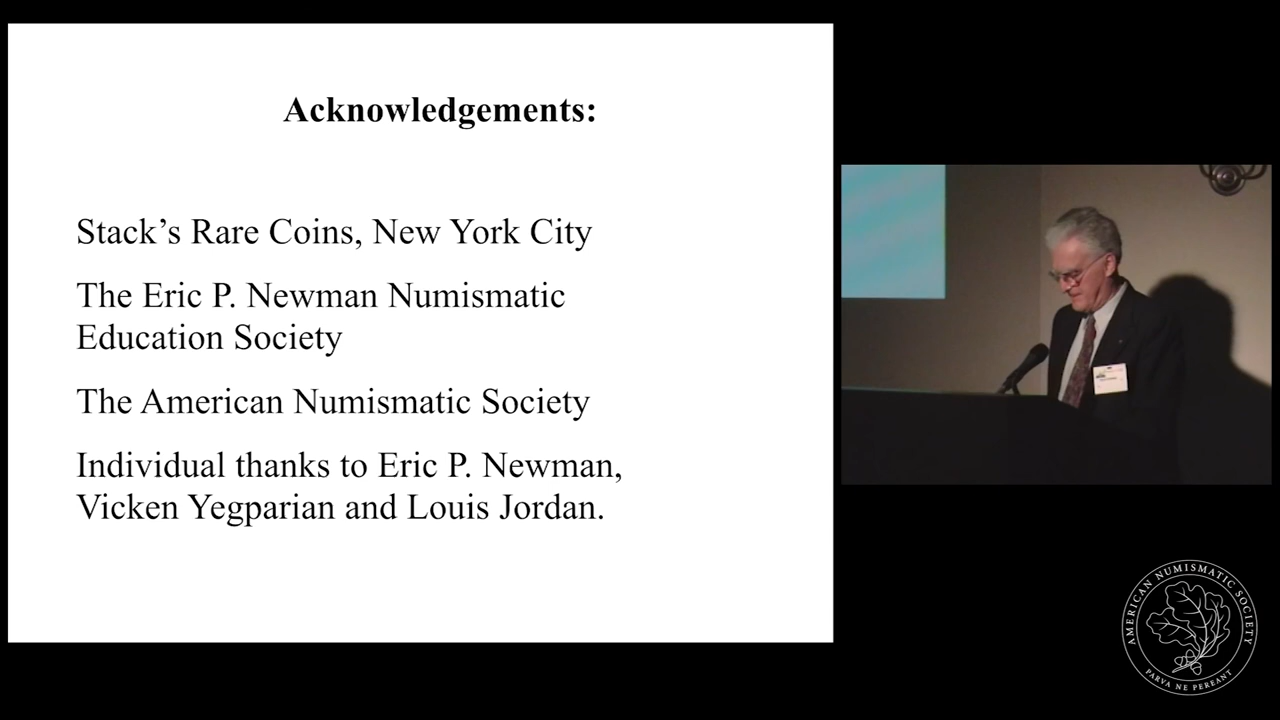 Acknowledgements:
Stack’s Rare Coins, New York City
The Eric P. Newman Numismatic
Education Society
The American Numismatic Society
Individual thanks to Eric P. Newman,
Vicken Yegparian and Louis Jordan.
AMERICAN NUMISMATIC SOCIETY
PARVA NE PEREANT